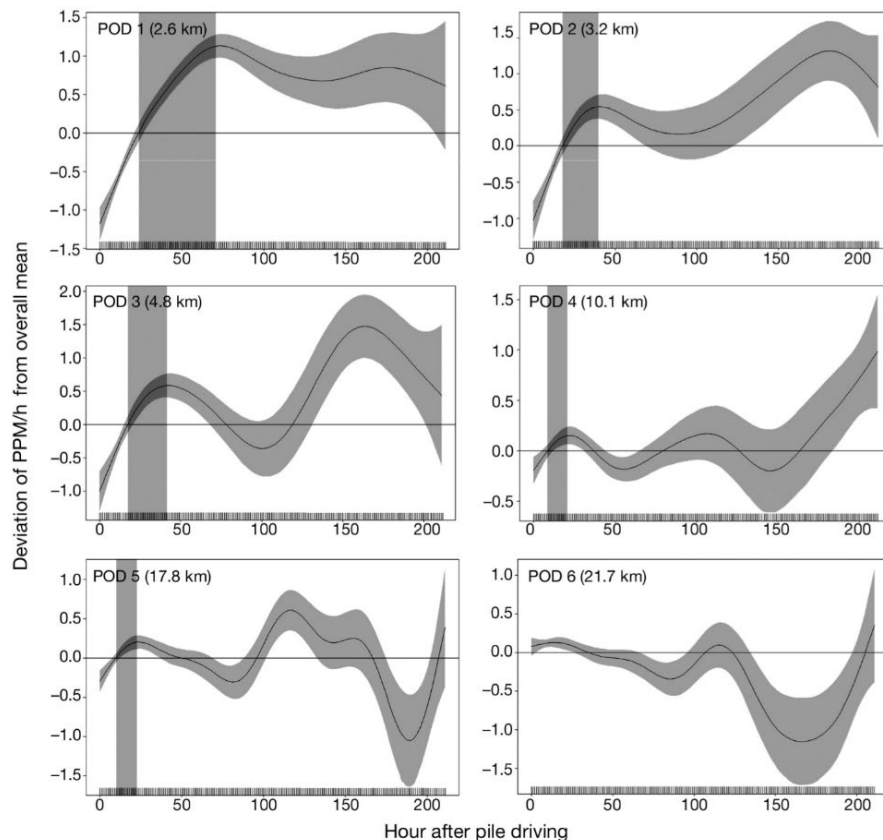 POD 1 (2.6 km)
1.5
1.0
0.5
0.0
−0.5
−1.0
−1.5
0 50 100 150 200
POD 2 (3.2 km)
1.5
1.0
0.5
0.0
−0.5
−1.0
0 50 100 150 200
POD 3 (4.8 km)
2.0
1.5
1.0
0.5
0.0
−0.5
−1.0
0 50 100 150 200
POD 4 (10.1 km)
1.5
1.0
0.5
0.0
−0.5
0 50 100 150 200
POD 5 (17.8 km)
1.0
0.5
0.0
−0.5
−1.0
−1.5
0 50 100 150 200
POD 6 (21.7 km)
1.0
0.5
0.0
−0.5
−1.0
−1.5
0 50 100 150 200
Deviation of PPM/h from overall mean
Hour after pile driving